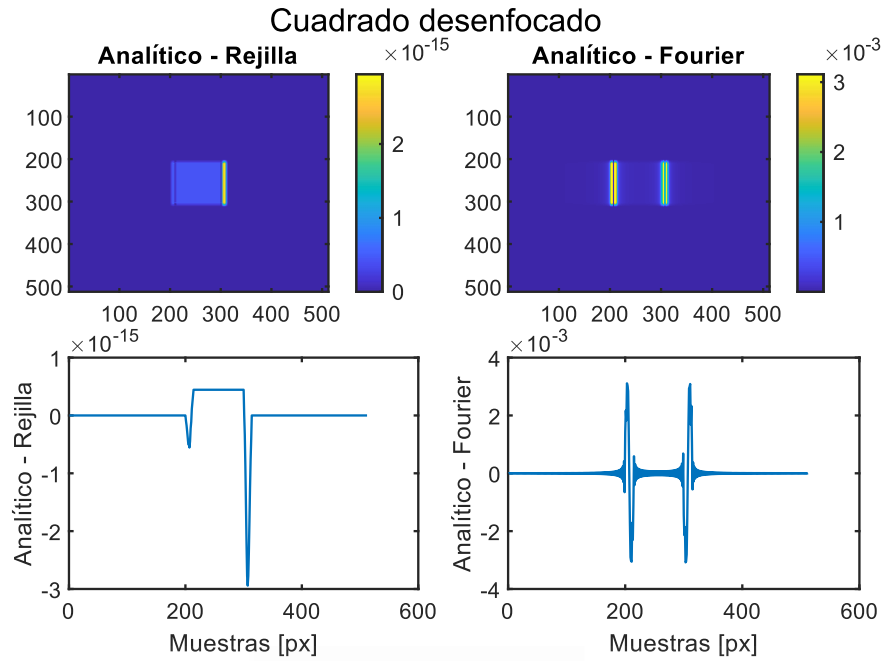 Cuadrado desenfocado
Analítico - Rejilla
×10-15
100
200
300
400
500
100 200 300 400 500
2
1
0
Analítico - Fourier
×10-3
100
200
300
400
500
100 200 300 400 500
3
2
1
×10-15
Analítico - Rejilla
1
0
-1
-2
-3
0 200 400 600
Muestras [px]
×10-3
Analítico - Fourier
4
2
0
-2
-4
0 200 400 600
Muestras [px]